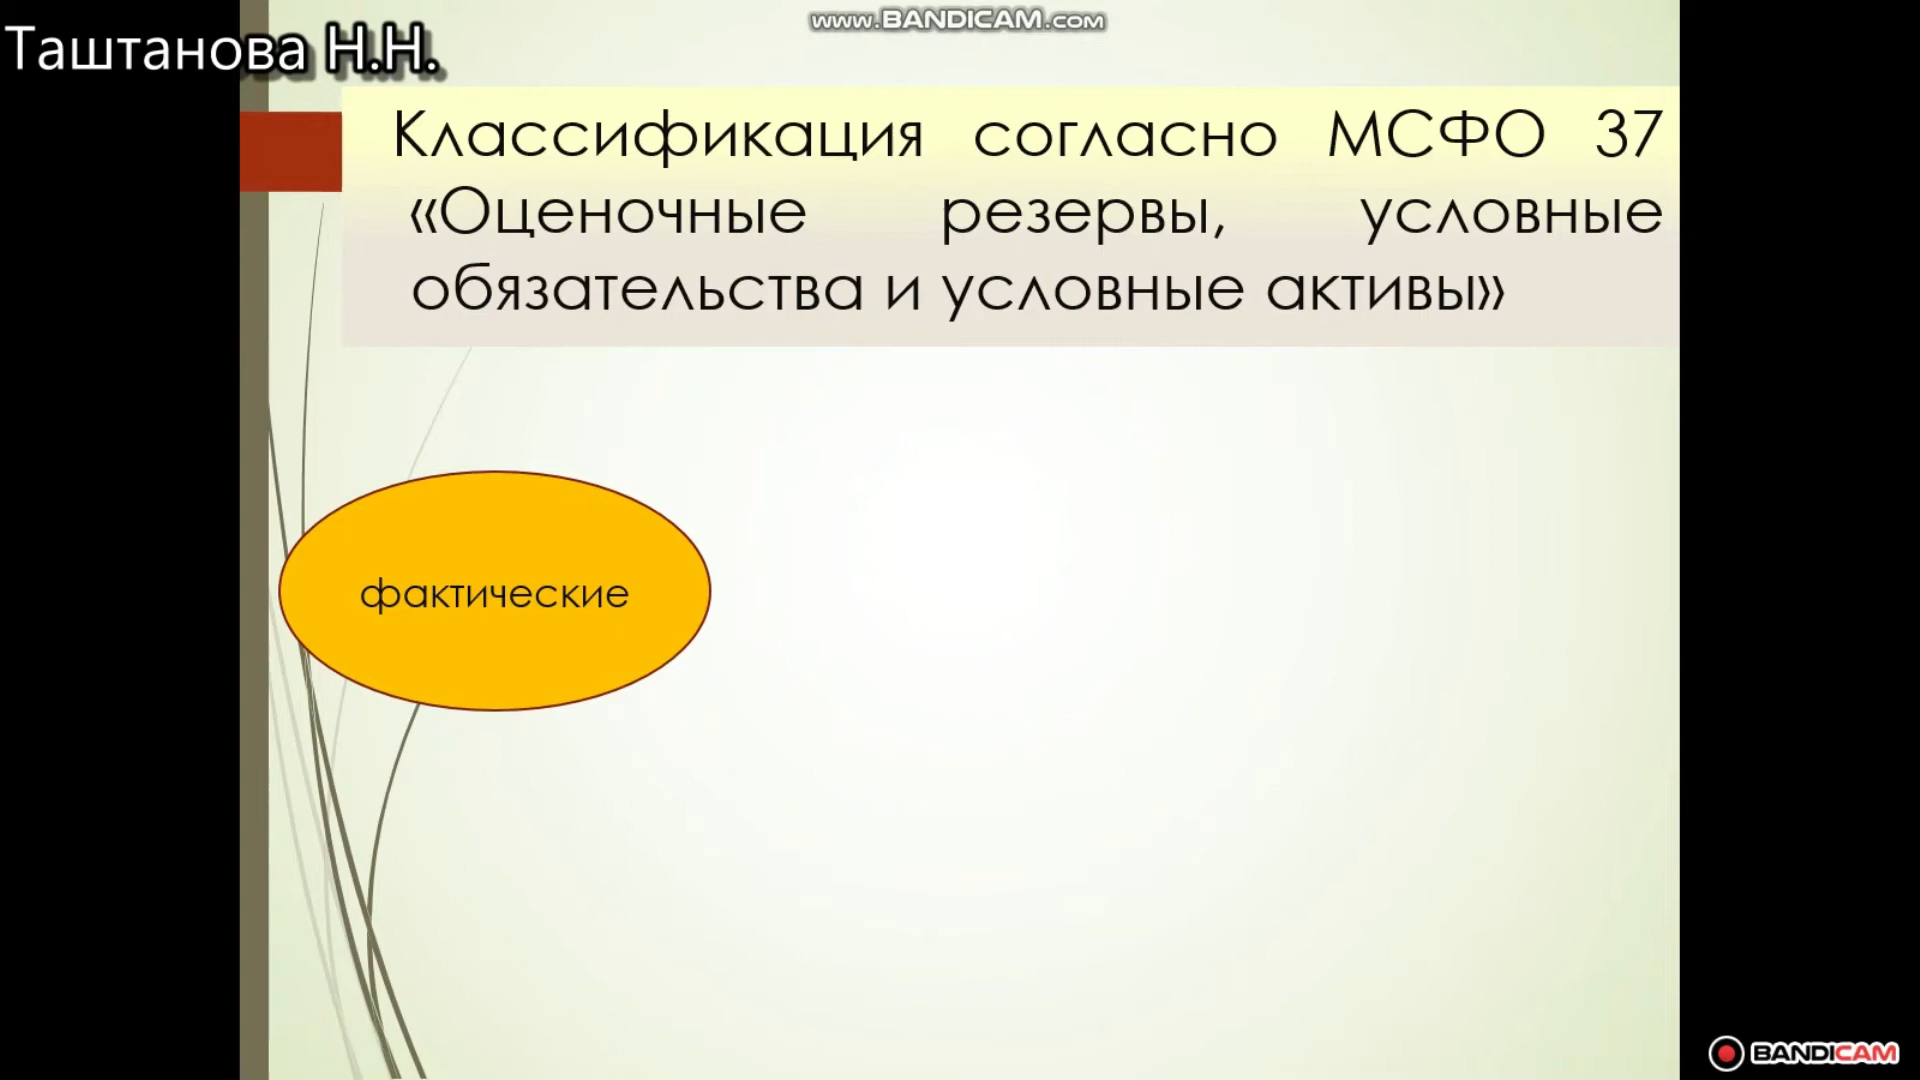 www.BANDICAM.com
Таштанова Н.Н.
Классификация согласно МСФО 37
«Оценочные резервы, условные
обязательства и условные активы»
фактические
BANDICAM